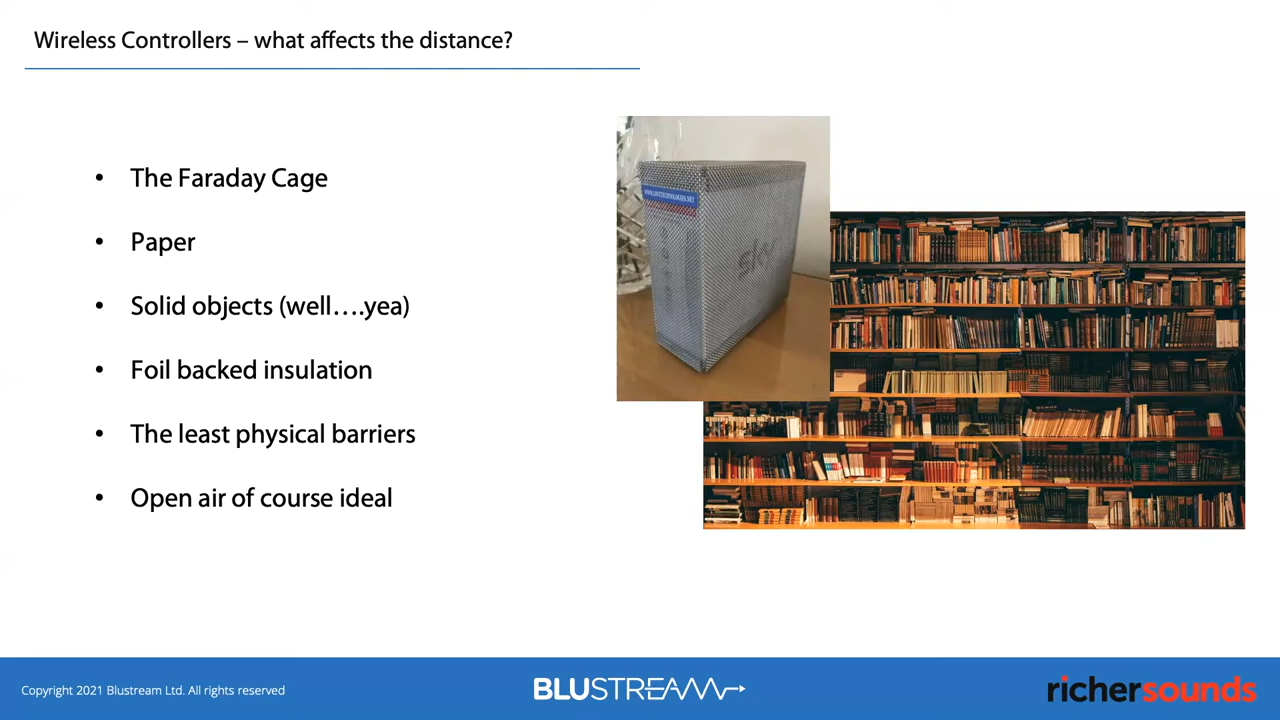 Wireless Controllers – what affects the distance?
• The Faraday Cage
• Paper
• Solid objects (well….yea)
• Foil backed insulation
• The least physical barriers
• Open air of course ideal
sky
Copyright 2021 Blustream Ltd. All rights reserved
BLUSTREAM
richersounds